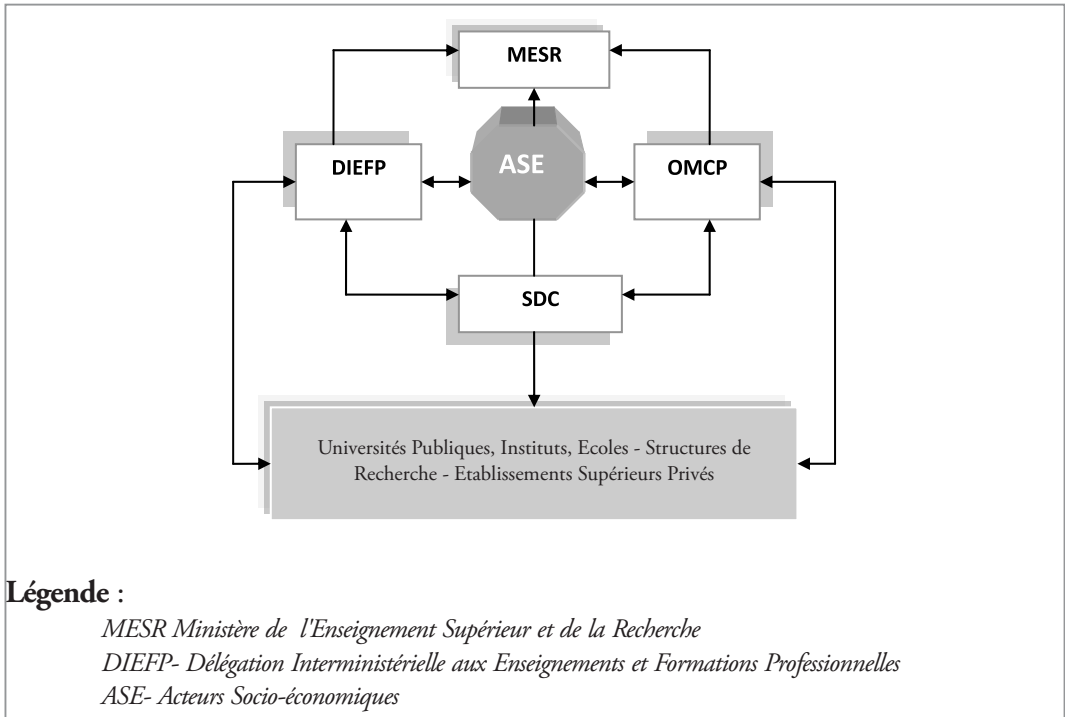 MESR
DIEFP
ASE
OMCP
SDC
Universités Publiques, Instituts, Ecoles - Structures de
Recherche - Etablissements Supérieurs Privés
Légende :
MESR Ministère de l'Enseignement Supérieur et de la Recherche
DIEFP- Délégation Interministérielle aux Enseignements et Formations Professionnelles
ASE- Acteurs Socio-économiques